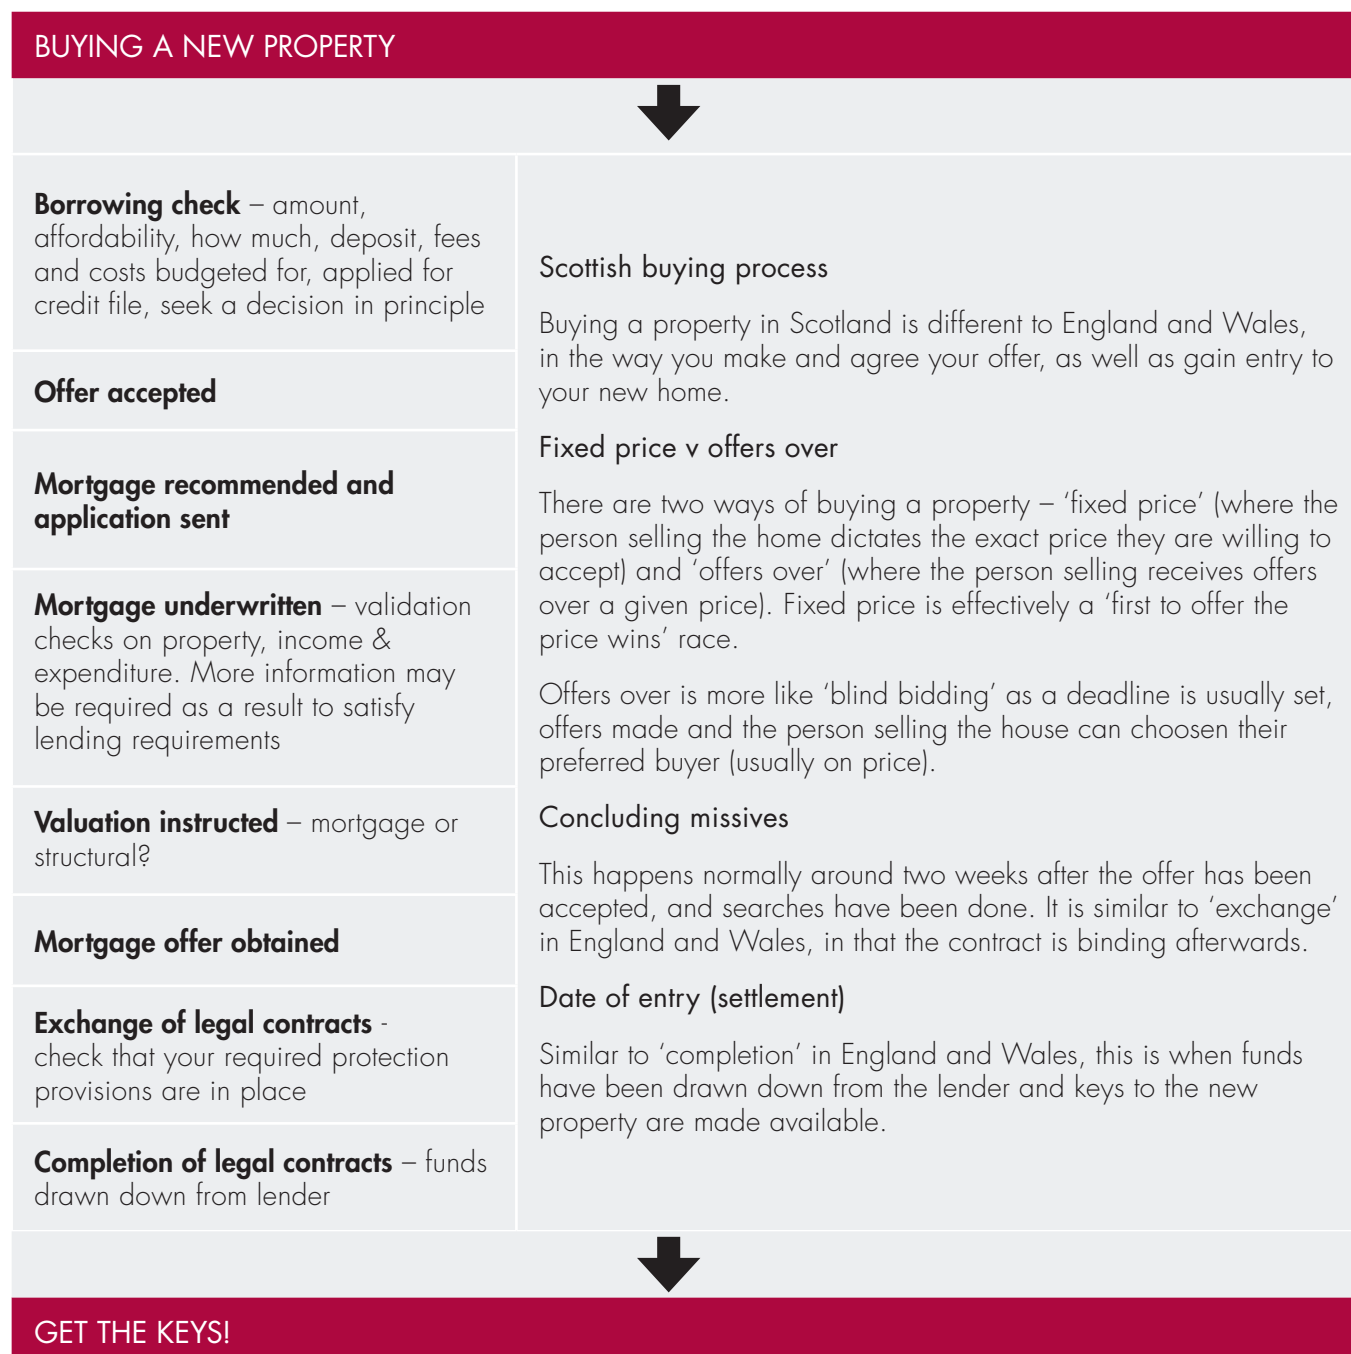 BUYING A NEW PROPERTY
Borrowing check – amount,
affordability, how much, deposit, fees
and costs budgeted for, applied for
credit file, seek a decision in principle
Offer accepted
Mortgage recommended and
application sent
Mortgage underwritten – validation
checks on property, income &
expenditure. More information may
be required as a result to satisfy
lending requirements
Valuation instructed – mortgage or
structural?
Mortgage offer obtained
Exchange of legal contracts -
check that your required protection
provisions are in place
Completion of legal contracts – funds
drawn down from lender
Scottish buying process
Buying a property in Scotland is different to England and Wales,
in the way you make and agree your offer, as well as gain entry to
your new home.
Fixed price v offers over
There are two ways of buying a property – ‘fixed price’ (where the
person selling the home dictates the exact price they are willing to
accept) and ‘offers over’ (where the person selling receives offers
over a given price). Fixed price is effectively a ‘first to offer the
price wins’ race.
Offers over is more like ‘blind bidding’ as a deadline is usually set,
offers made and the person selling the house can choosen their
preferred buyer (usually on price).
Concluding missives
This happens normally around two weeks after the offer has been
accepted, and searches have been done. It is similar to ‘exchange’
in England and Wales, in that the contract is binding afterwards.
Date of entry (settlement)
Similar to ‘completion’ in England and Wales, this is when funds
have been drawn down from the lender and keys to the new
property are made available.
GET THE KEYS!